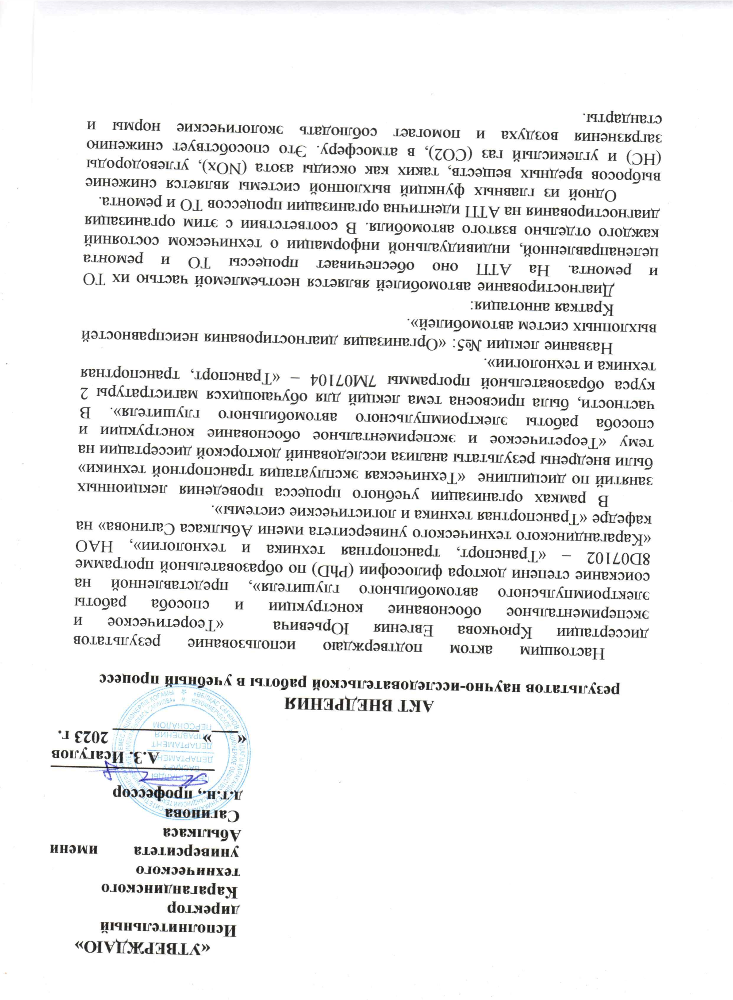 «УТВЕРЖДАЮ»
Исполнительный
директор
Карагандинского
технического
университета имени
Абылкаса
Сагинова
д.т.н., профессор
А.З. Исагулов
«___» ____________ 2023 г.
ПЕРСОНАЛДЫ
БАСҚАРУ
ДЕПАРТАМЕНТІ
ДЕПАРТАМЕНТ
УПРАВЛЕНИЯ
ПЕРСОНАЛОМ
АКТ ВНЕДРЕНИЯ
результатов научно-исследовательской работы в учебный процесс
Настоящим актом подтверждаю использование результатов
диссертации Крючкова Евгения Юрьевича «Теоретическое и
экспериментальное обоснование конструкции и способа работы
электроимпульсного автомобильного глушителя», представленной на
соискание степени доктора философии (PhD) по образовательной программе
8D07102 – «Транспорт, транспортная техника и технологии», НАО
«Карагандинского технического университета имени Абылкаса Сагинова» на
кафедре «Транспортная техника и логистические системы».
В рамках организации учебного процесса проведения лекционных
занятий по дисциплине «Техническая эксплуатация транспортной техники»
были внедрены результаты анализа исследований докторской диссертации на
тему «Теоретическое и экспериментальное обоснование конструкции и
способа работы электроимпульсного автомобильного глушителя». В
частности, была присвоена тема лекций для обучающихся магистратуры 2
курса образовательной программы 7М07104 – «Транспорт, транспортная
техника и технологии».
Название лекции №5: «Организация диагностирования неисправностей
выхлопных систем автомобилей».
Краткая аннотация:
Диагностирование автомобилей является неотъемлемой частью их ТО
и ремонта. На АТП оно обеспечивает процессы ТО и ремонта
целенаправленной, индивидуальной информации о техническом состояний
каждого отдельно взятого автомобиля. В соответствии с этим организация
диагностирования на АТП идентична организации процессов ТО и ремонта.
Одной из главных функций выхлопной системы является снижение
выбросов вредных веществ, таких как оксиды азота (NOx), углеводороды
(HC) и углекислый газ (CO2), в атмосферу. Это способствует снижению
загрязнения воздуха и помогает соблюдать экологические нормы и
стандарты.